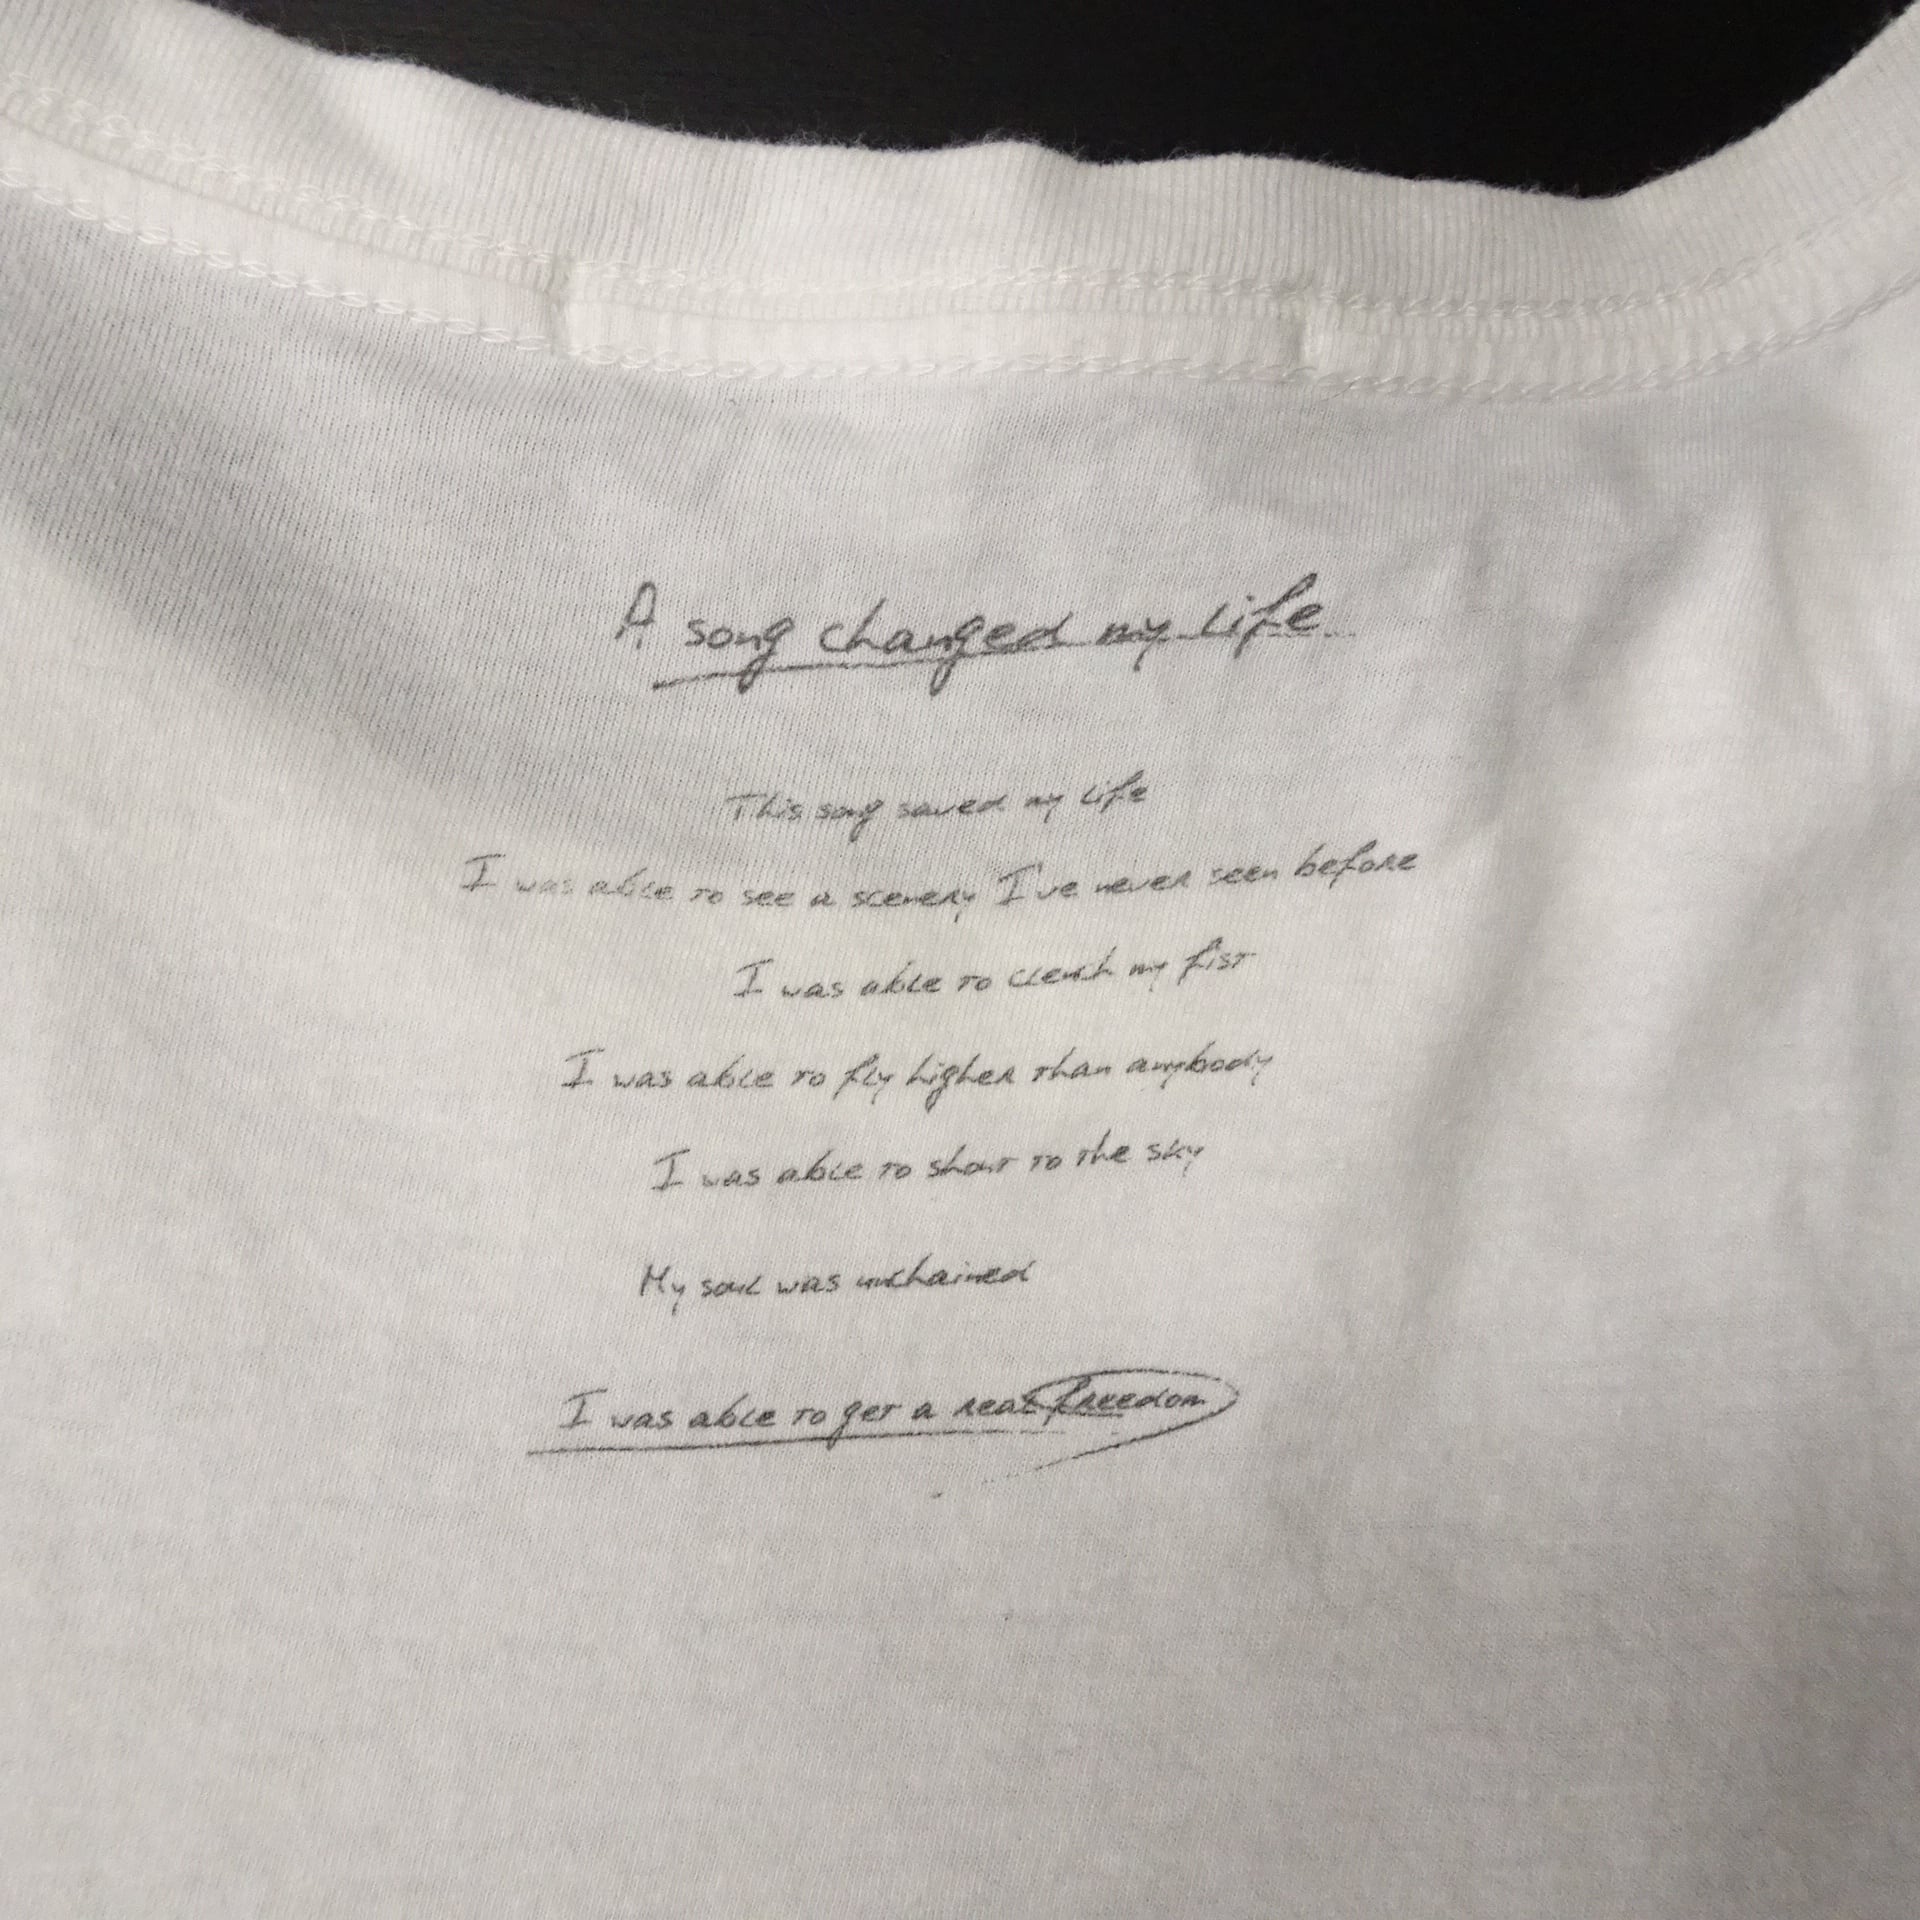 A song changed my life
This song saved my life
I was able to see a scenery I've never seen before
I was able to clench my fist
I was able to fly higher than anybody
I was able to shout to the sky
My soul was unchained
I was able to get a real freedom